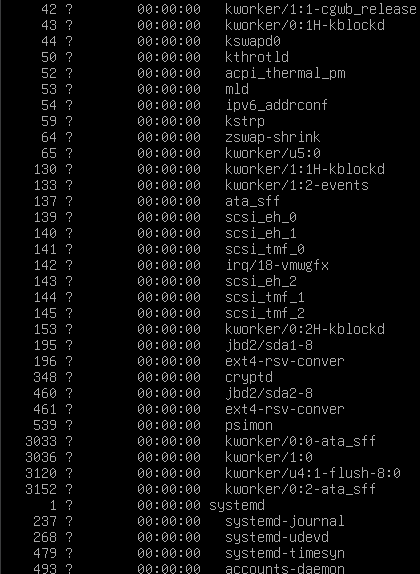 42 ? 00:00:00 kworker/1:1-cgwb_release
43 ? 00:00:00 kworker/0:1H-kblockd
44 ? 00:00:00 kswapd0
50 ? 00:00:00 kthrotld
52 ? 00:00:00 acpi_thermal_pm
53 ? 00:00:00 mld
54 ? 00:00:00 ipv6_addrconf
59 ? 00:00:00 kstrp
64 ? 00:00:00 zswap-shrink
65 ? 00:00:00 kworker/u5:0
130 ? 00:00:00 kworker/1:1H-kblockd
133 ? 00:00:00 kworker/1:2-events
137 ? 00:00:00 ata_sff
139 ? 00:00:00 scsi_eh_0
140 ? 00:00:00 scsi_eh_1
141 ? 00:00:00 scsi_tmf_0
142 ? 00:00:00 irq/18-vmwgfx
143 ? 00:00:00 scsi_eh_2
144 ? 00:00:00 scsi_tmf_1
145 ? 00:00:00 scsi_tmf_2
153 ? 00:00:00 kworker/0:2H-kblockd
195 ? 00:00:00 jbd2/sda1-8
196 ? 00:00:00 ext4-rsv-conver
348 ? 00:00:00 cryptd
460 ? 00:00:00 jbd2/sda2-8
461 ? 00:00:00 ext4-rsv-conver
539 ? 00:00:00 psimon
3033 ? 00:00:00 kworker/0:0-ata_sff
3036 ? 00:00:00 kworker/1:0
3120 ? 00:00:00 kworker/u4:1-flush-8:0
3152 ? 00:00:00 kworker/0:2-ata_sff
1 ? 00:00:00 systemd
237 ? 00:00:00 systemd-journal
268 ? 00:00:00 systemd-udevd
479 ? 00:00:00 systemd-timesyn
493 ? 00:00:00 accounts-daemon